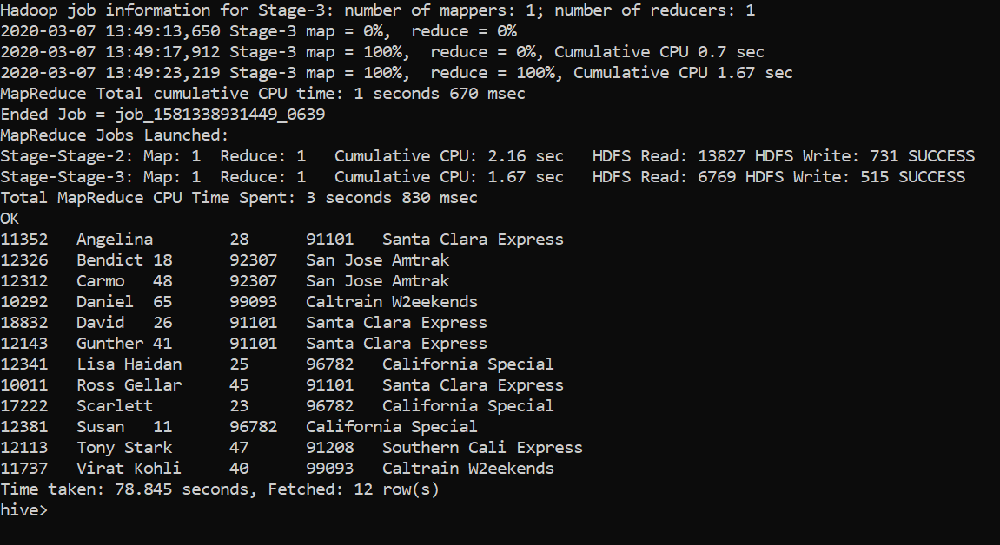 Hadoop job information for Stage-3: number of mappers: 1; number of reducers: 1
2020-03-07 13:49:13,650 Stage-3 map = 0%,  reduce = 0%
2020-03-07 13:49:17,912 Stage-3 map = 100%,  reduce = 0%, Cumulative CPU 0.7 sec
2020-03-07 13:49:23,219 Stage-3 map = 100%,  reduce = 100%, Cumulative CPU 1.67 sec
MapReduce Total cumulative CPU time: 1 seconds 670 msec
Ended Job = job_1581338931449_0639
MapReduce Jobs Launched:
Stage-Stage-2: Map: 1  Reduce: 1   Cumulative CPU: 2.16 sec   HDFS Read: 13827 HDFS Write: 731 SUCCESS
Stage-Stage-3: Map: 1  Reduce: 1   Cumulative CPU: 1.67 sec   HDFS Read: 6769 HDFS Write: 515 SUCCESS
Total MapReduce CPU Time Spent: 3 seconds 830 msec
OK
11352   Angelina        28      91101   Santa Clara Express
12326   Bendict 18      92307   San Jose Amtrak
12312   Carmo   48      92307   San Jose Amtrak
10292   Daniel  65      99093   Caltrain W2eekends
18832   David   26      91101   Santa Clara Express
12143   Gunther 41      91101   Santa Clara Express
12341   Lisa Haidan     25      96782   California Special
10011   Ross Gellar     45      91101   Santa Clara Express
17222   Scarlett        23      96782   California Special
12381   Susan   11      96782   California Special
12113   Tony Stark      47      91208   Southern Cali Express
11737   Virat Kohli     40      99093   Caltrain W2eekends
Time taken: 78.845 seconds, Fetched: 12 row(s)
hive>